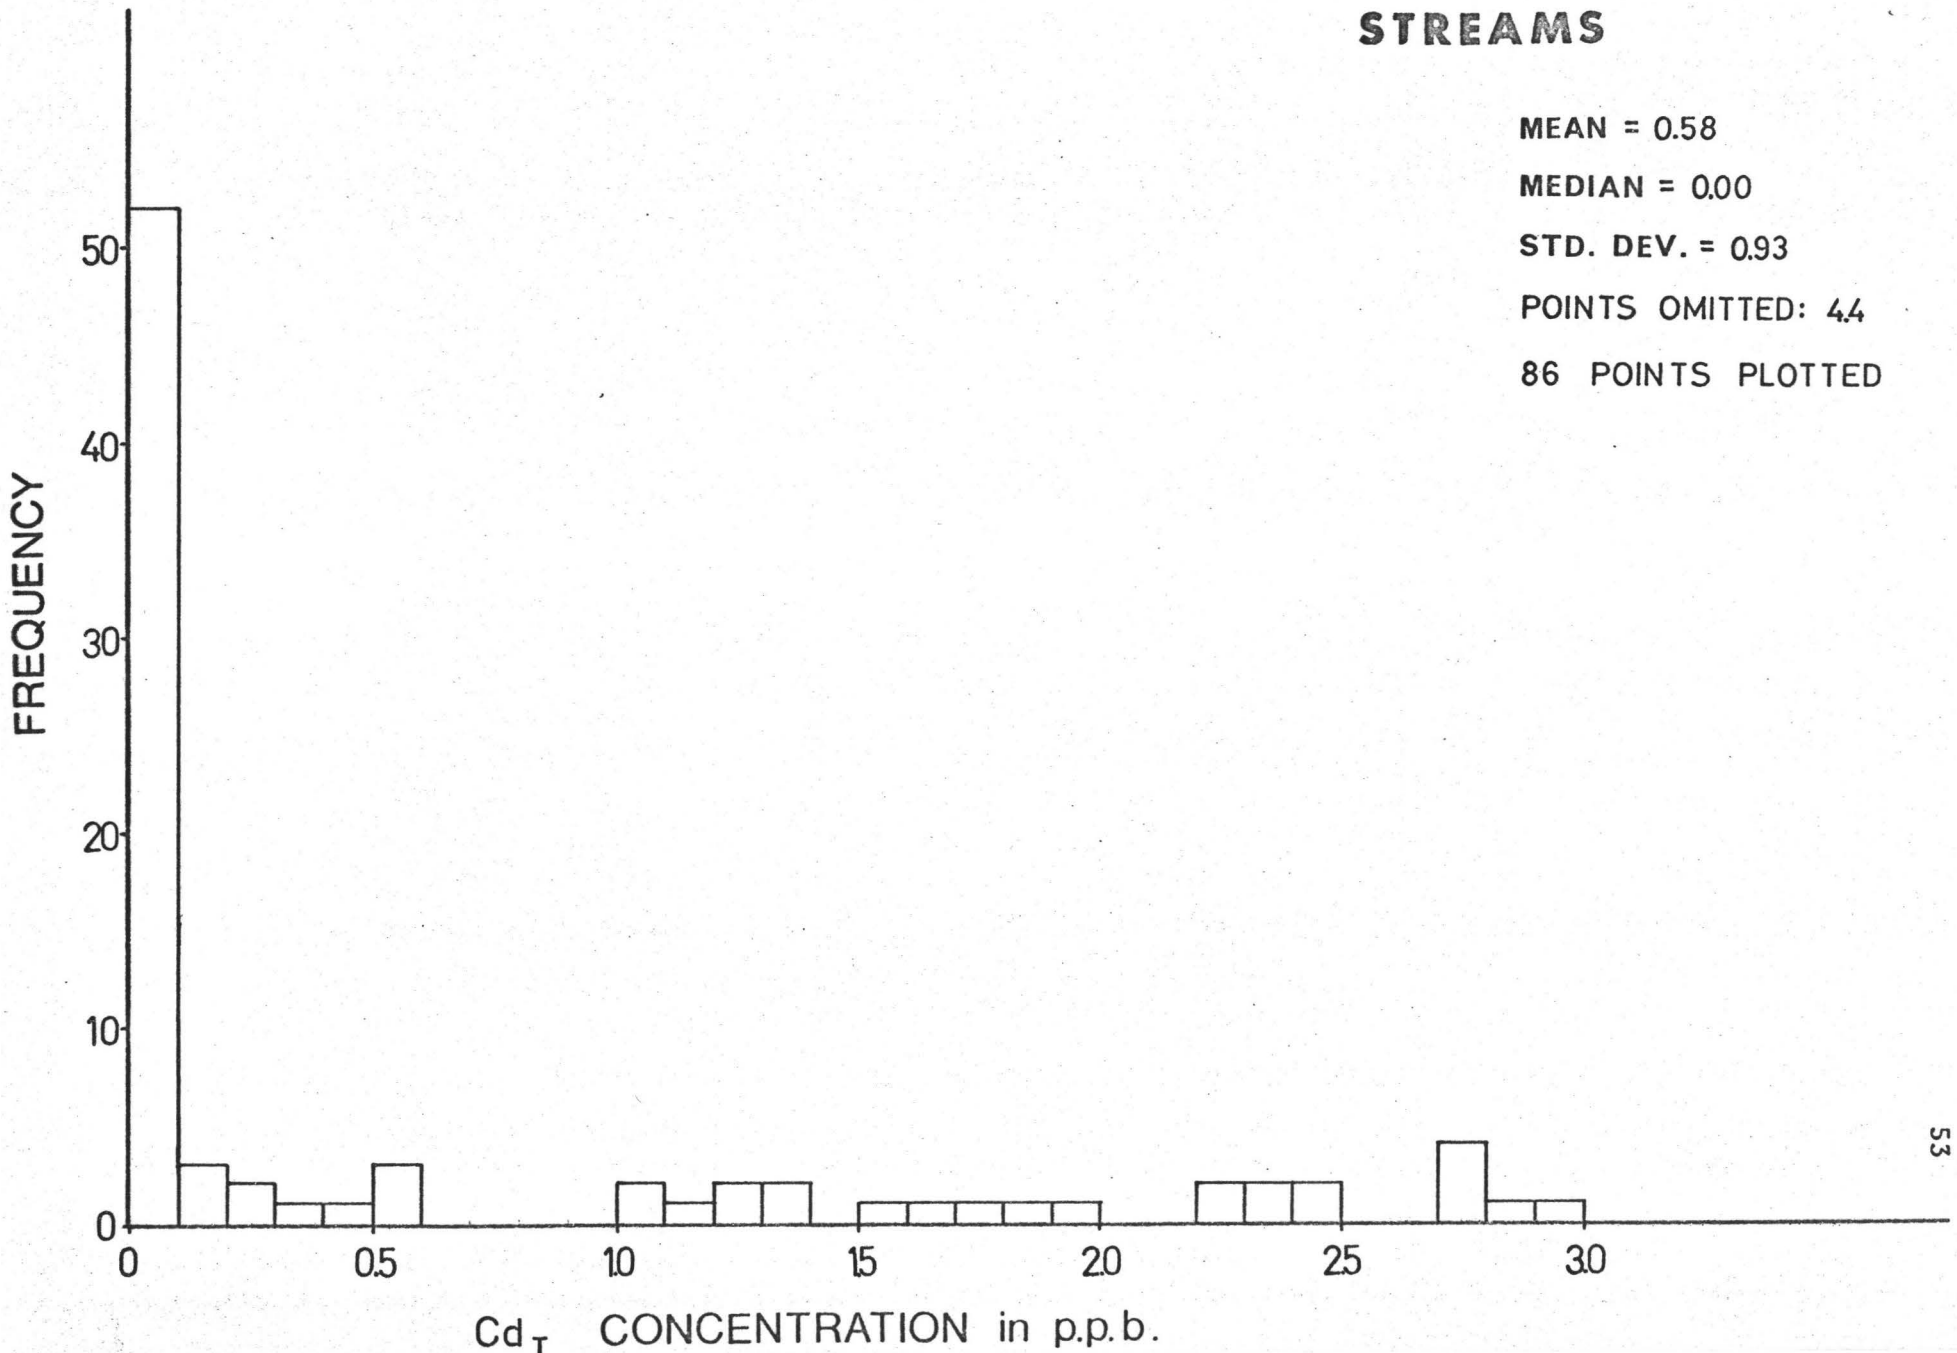 STREAMS
MEAN = 0.58
MEDIAN = 0.00
STD. DEV. = 0.93
POINTS OMITTED: 4.4
86 POINTS PLOTTED
FREQUENCY
50
40
30
20
10
0
0 0.5 1.0 1.5 2.0 2.5 3.0
Cd T CONCENTRATION in p.p.b.
53